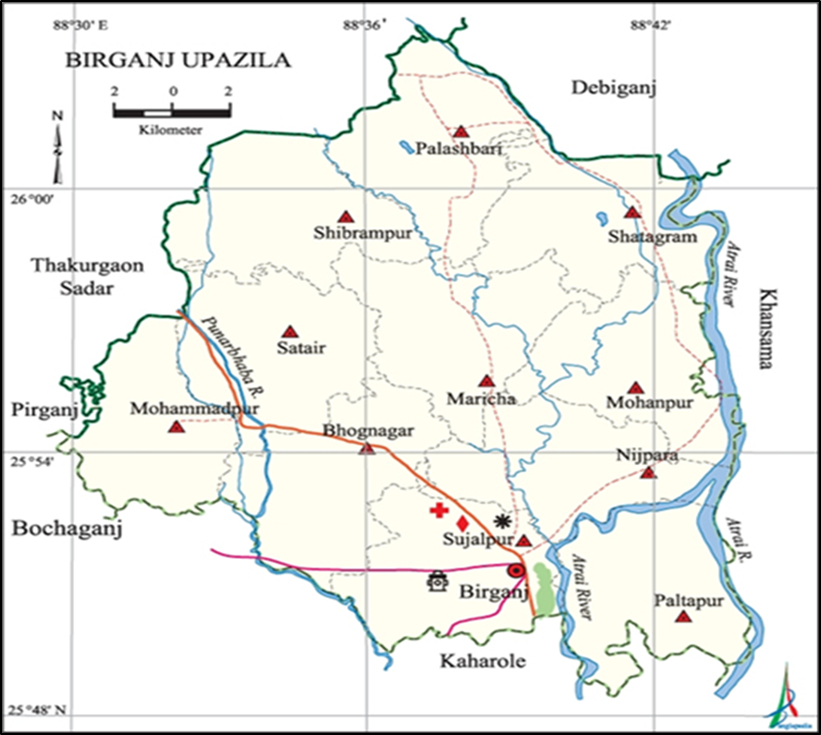 88°30' E
88°36'
88°42'
BIRGANJ UPAZILA
2 0 2
Kilometer
N
Debiganj
Palashbari
26°00'
Shibrampur
Shatagram
Thakurgaon
Sadar
Atrai River
Khansama
Punarbhaba R.
Satair
Pirganj
Mohammadpur
Maricha
Mohanpur
Bhognagar
25°54'
Nijpara
Bochaganj
Sujalpur
Atrai R.
Birganj
Atrai River
Paltapur
Kaharole
25°48' N